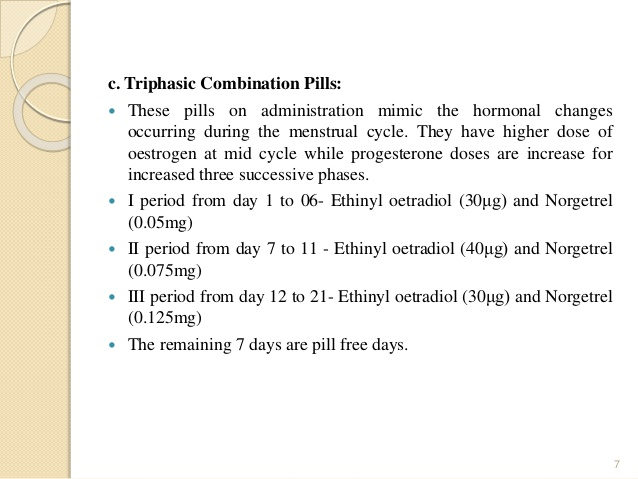 c. Triphasic Combination Pills:
• These pills on administration mimic the hormonal changes
occurring during the menstrual cycle. They have higher dose of
oestrogen at mid cycle while progesterone doses are increase for
increased three successive phases.
• I period from day 1 to 06- Ethinyl oetradiol (30µg) and Norgetrel
(0.05mg)
• II period from day 7 to 11 - Ethinyl oetradiol (40µg) and Norgetrel
(0.075mg)
• III period from day 12 to 21- Ethinyl oetradiol (30µg) and Norgetrel
(0.125mg)
• The remaining 7 days are pill free days.
7